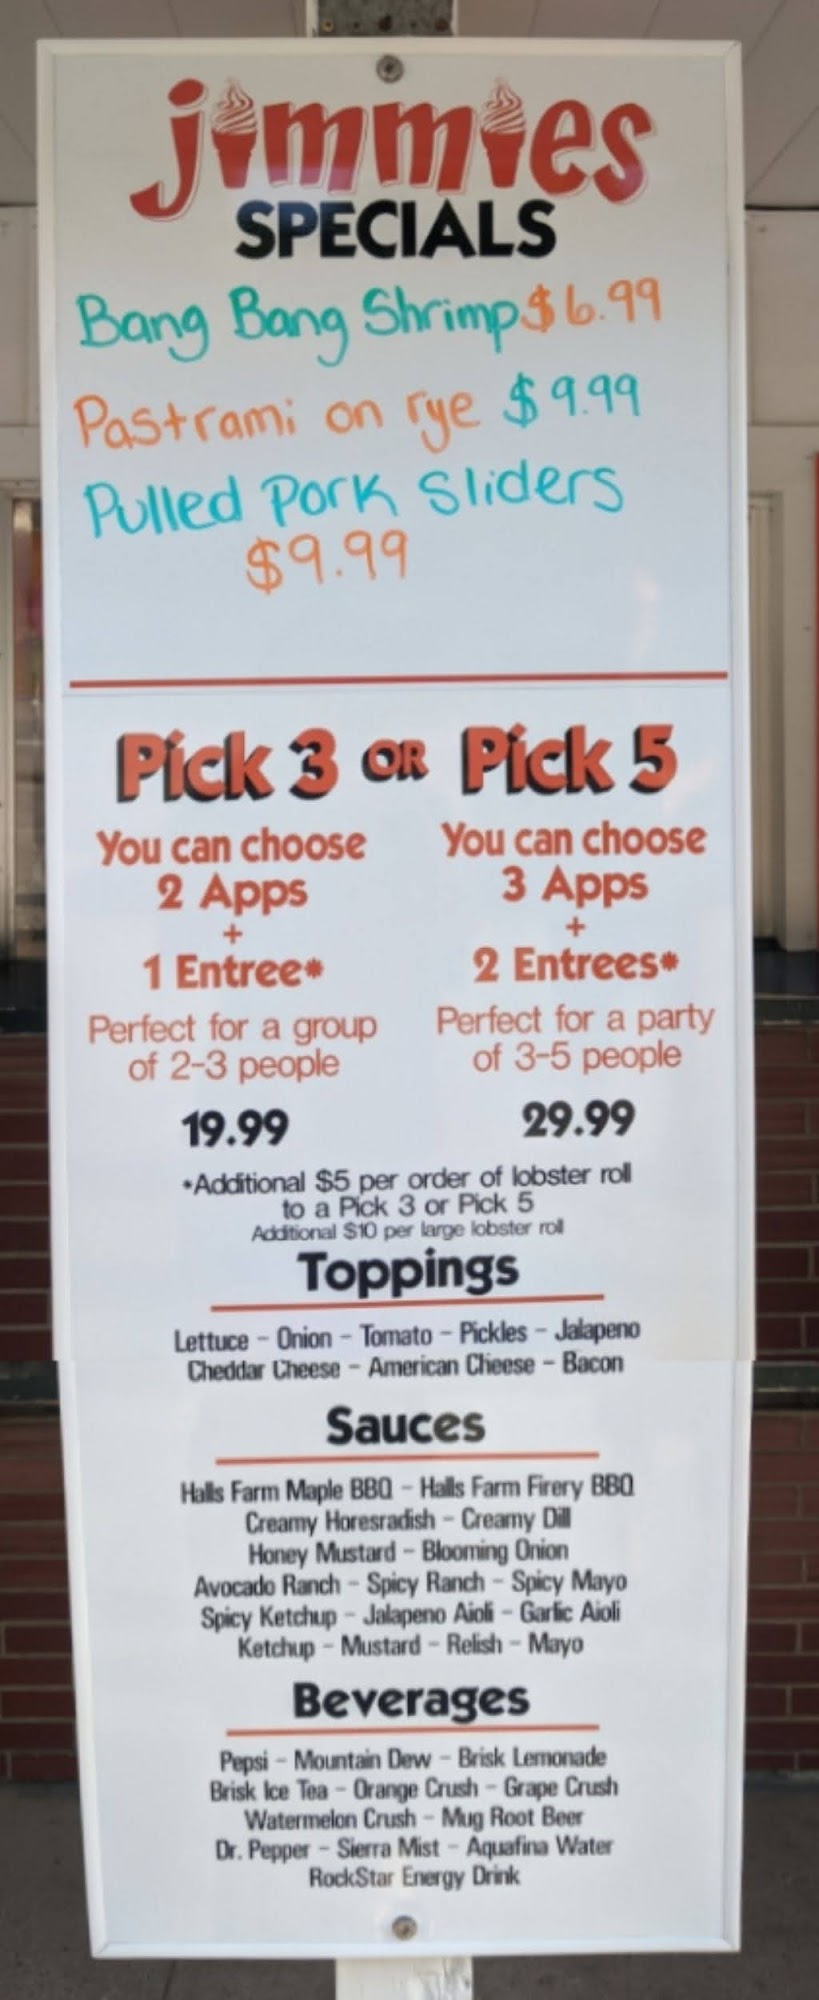 jimmies
SPECIALS
Bang Bang Shrimp $6.99
Pastrami on rye $9.99
Pulled Pork Sliders
$9.99
Pick 3 OR Pick 5
You can choose
2 Apps
+
1 Entree*
Perfect for a group
of 2-3 people
19.99
You can choose
3 Apps
+
2 Entrees*
Perfect for a party
of 3-5 people
29.99
*Additional $5 per order of lobster roll
to a Pick 3 or Pick 5
Additional $10 per large lobster roll
Toppings
Lettuce - Onion - Tomato - Pickles - Jalapeno
Cheddar Cheese - American Cheese - Bacon
Sauces
Halls Farm Maple BBQ - Halls Farm Firery BBQ
Creamy Horesradish - Creamy Dill
Honey Mustard - Blooming Onion
Avocado Ranch - Spicy Ranch - Spicy Mayo
Spicy Ketchup - Jalapeno Aioli - Garlic Aioli
Ketchup - Mustard - Relish - Mayo
Beverages
Pepsi - Mountain Dew - Brisk Lemonade
Brisk Ice Tea - Orange Crush - Grape Crush
Watermelon Crush - Mug Root Beer
Dr. Pepper - Sierra Mist - Aquafina Water
RockStar Energy Drink